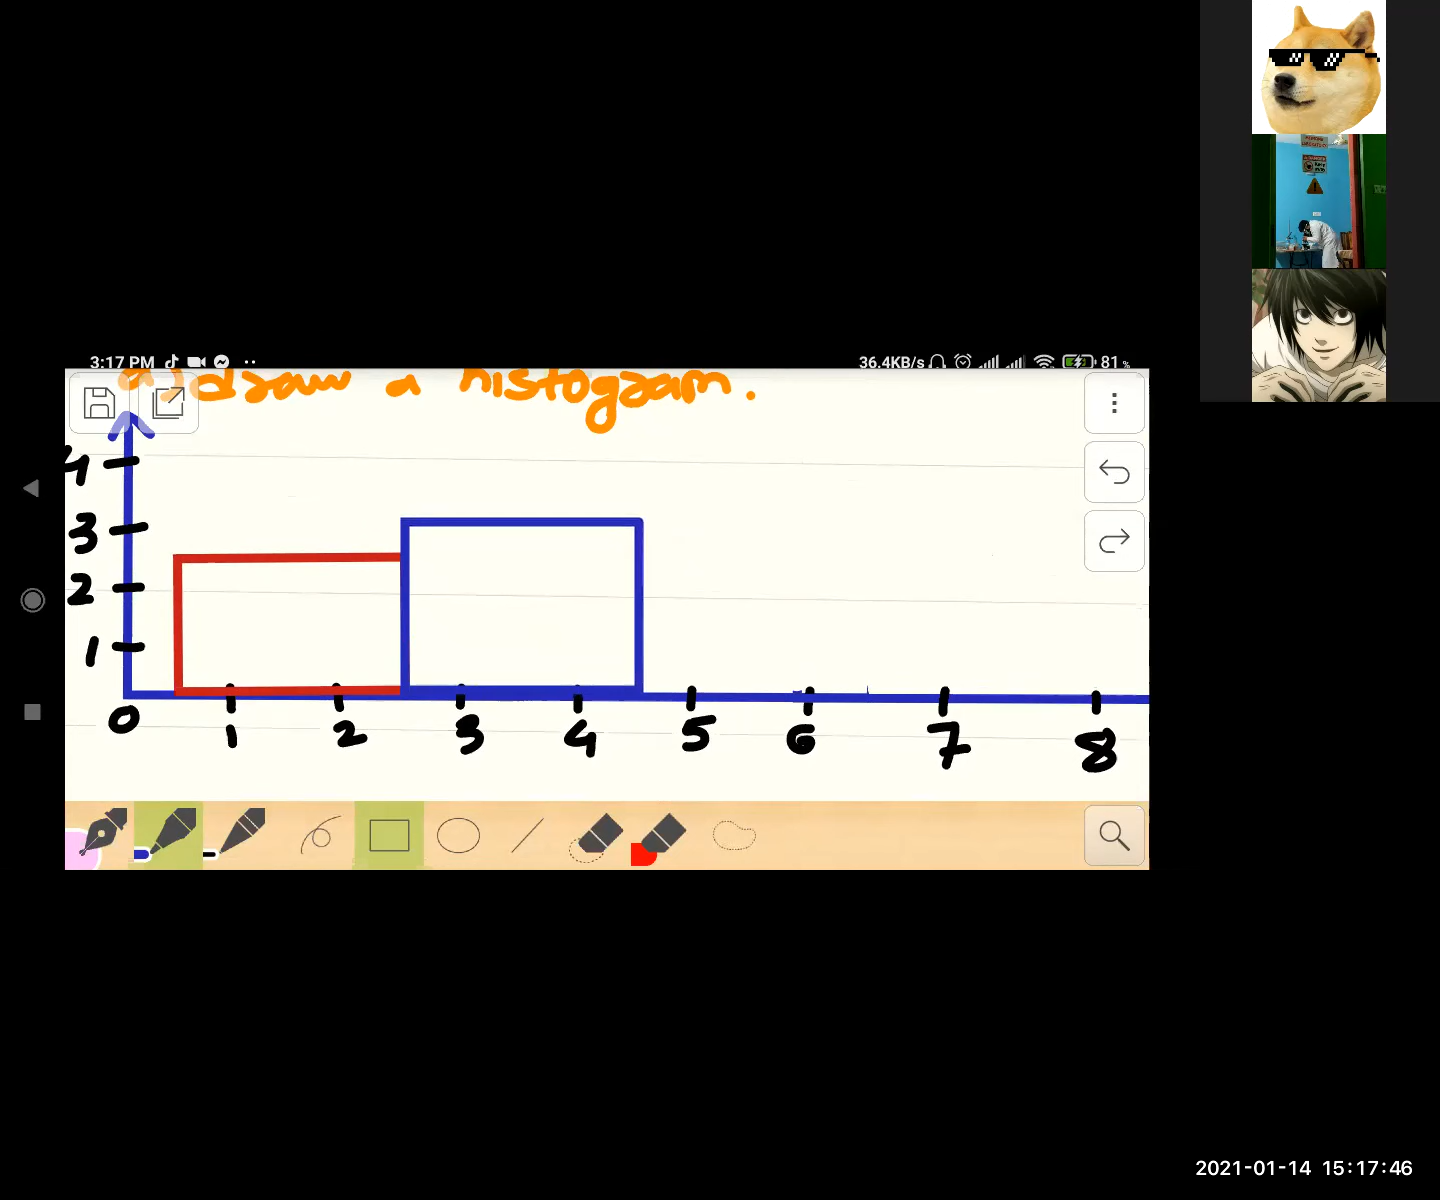 3:17 PM
36.4KB/s
81%
a) draw a histogram.
4
3
2
1
0 1 2 3 4 5 6 7 8
2021-01-14 15:17:46